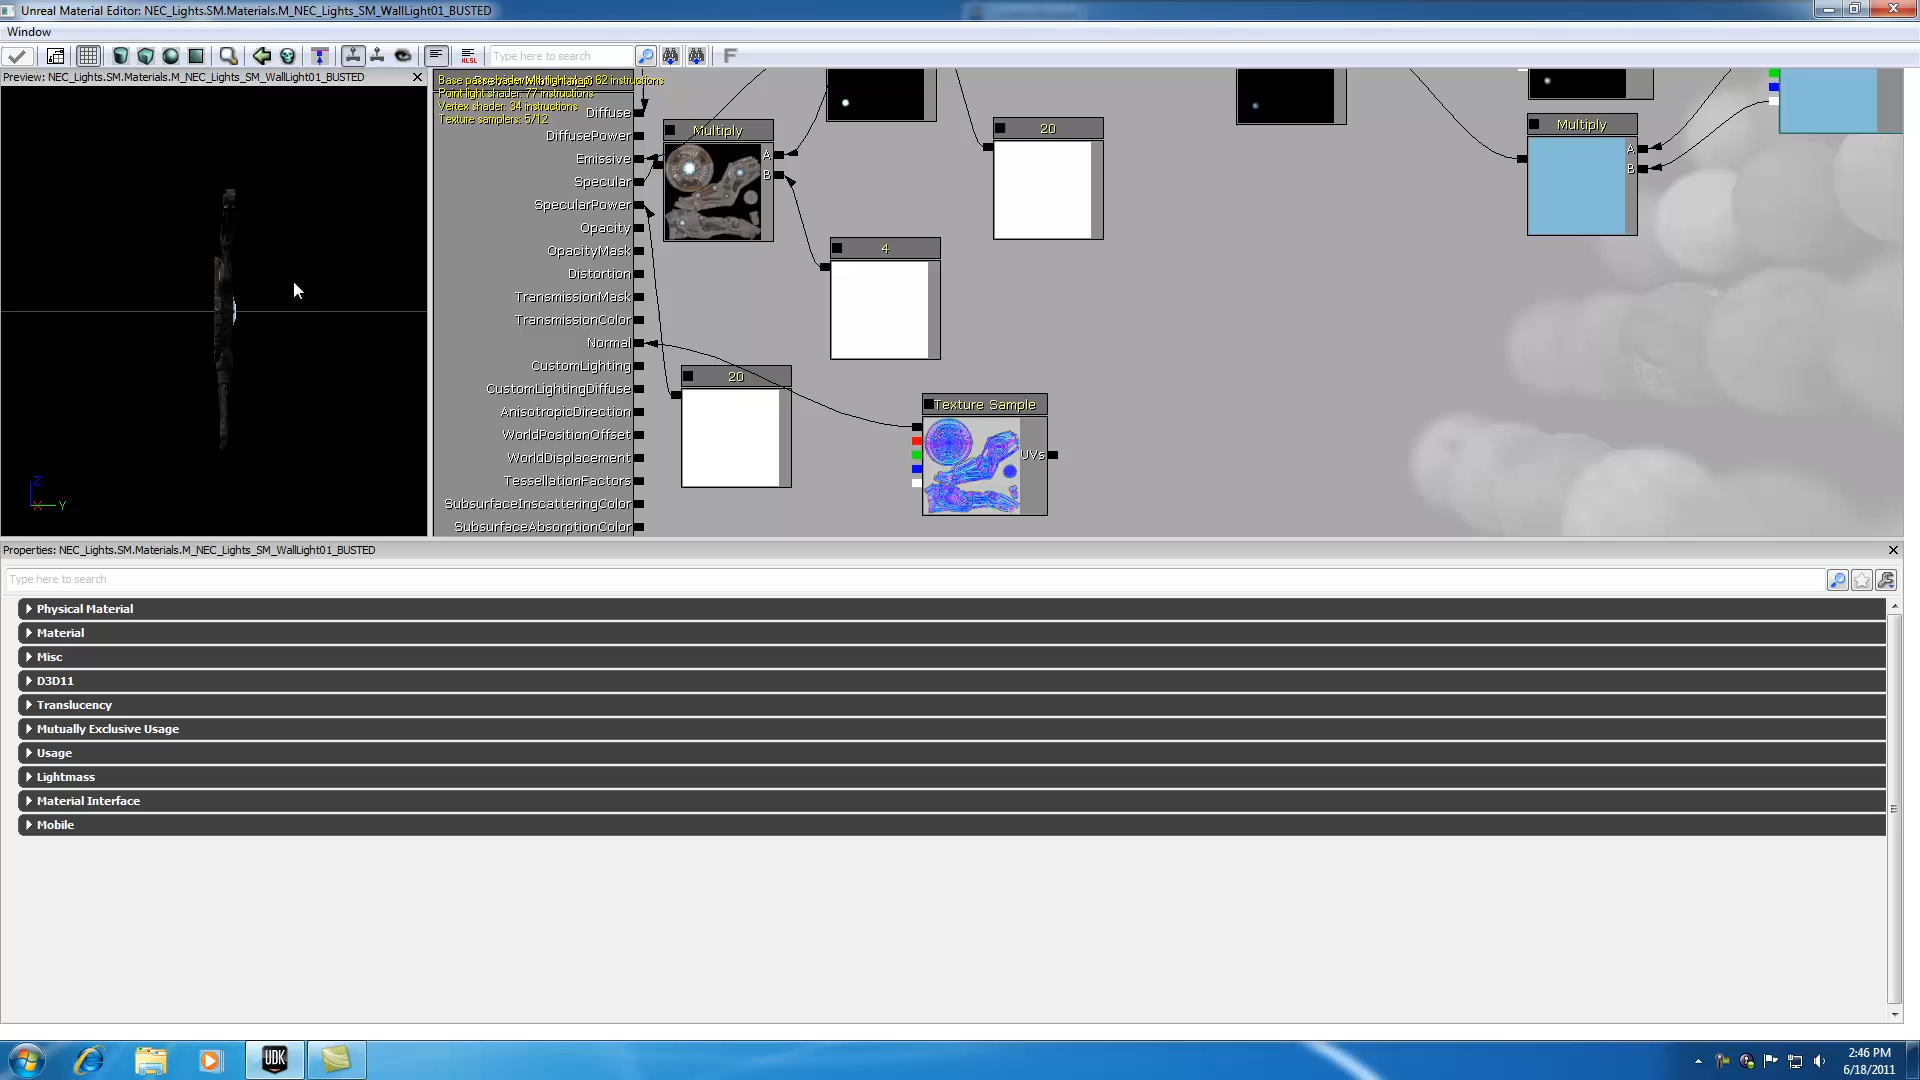 Unreal Material Editor: NEC_Lights.SM.Materials.M_NEC_Lights_SM_WallLight01_BUSTED
Window
HLSL
Type here to search
F
Preview: NEC_Lights.SM.Materials.M_NEC_Lights_SM_WallLight01_BUSTED
Z
X
Y
62 instructions
Point light shader: 77 instructions
Vertex shader: 34 instructions
Texture samplers: 5/12
Diffuse
DiffusePower
Emissive
Specular
SpecularPower
Opacity
OpacityMask
Distortion
TransmissionMask
TransmissionColor
Normal
CustomLighting
CustomLightingDiffuse
AnisotropicDirection
WorldPositionOffset
WorldDisplacement
TessellationFactors
SubsurfaceInscatteringColor
SubsurfaceAbsorptionColor
Multiply
A
B
20
4
20
Texture Sample
UVs
Multiply
A
B
Properties: NEC_Lights.SM.Materials.M_NEC_Lights_SM_WallLight01_BUSTED
Type here to search
Physical Material
Material
Misc
D3D11
Translucency
Mutually Exclusive Usage
Usage
Lightmass
Material Interface
Mobile
UDK
2:46 PM
6/18/2011